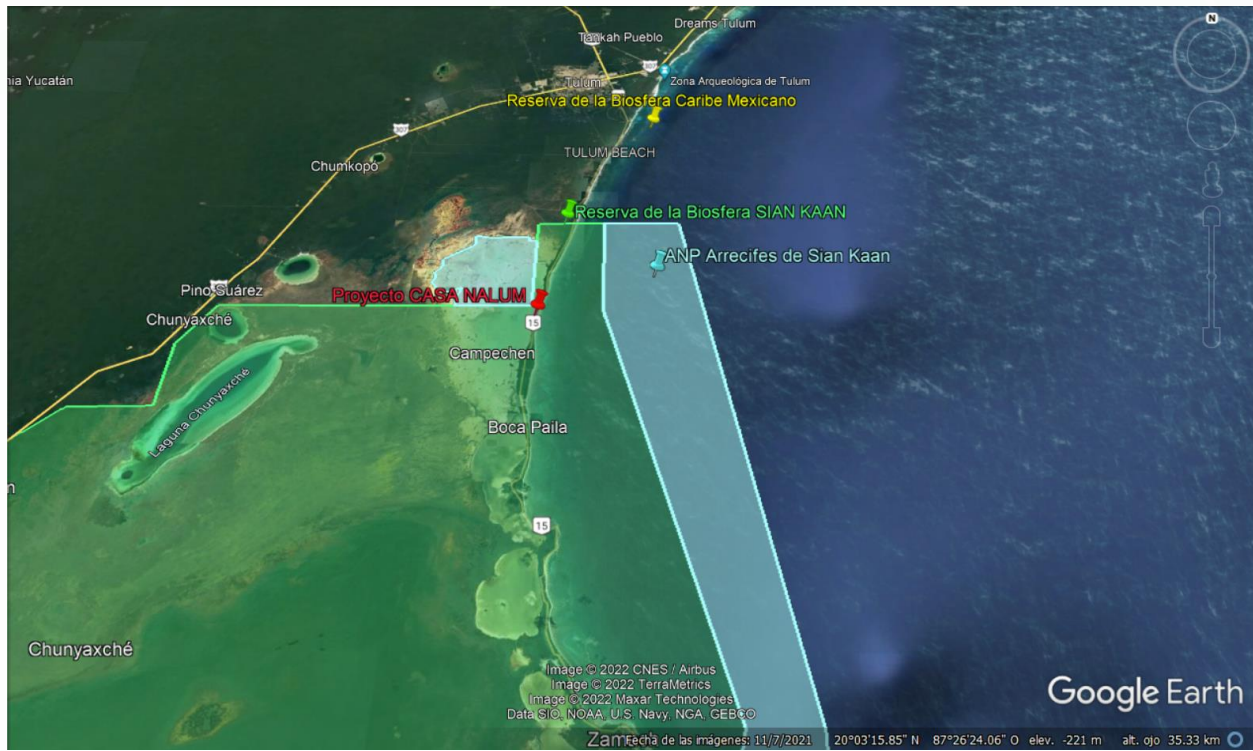 Dreams Tulum
Tankah Pueblo
307
Tulum
Zona Arqueológica de Tulum
nia Yucatán
Reserva de la Biosfera Caribe Mexicano
307
TULUM BEACH
Chumkopó
Reserva de la Biosfera SIAN KAAN
ANP Arrecifes de Sian Kaan
Pino Suárez
Proyecto CASA NALUM
Chunyaxché
15
Campechen
Laguna Chunyaxché
Boca Paila
15
Chunyaxché
Image © 2022 CNES / Airbus
Image © 2022 TerraMetrics
Image © 2022 Maxar Technologies
Data SIO, NOAA, U.S. Navy, NGA, GEBCO
Google Earth
Fecha de las imágenes: 11/7/2021 20°03'15.85" N 87°26'24.06" O elev. -221 m alt. ojo 35.33 km
N